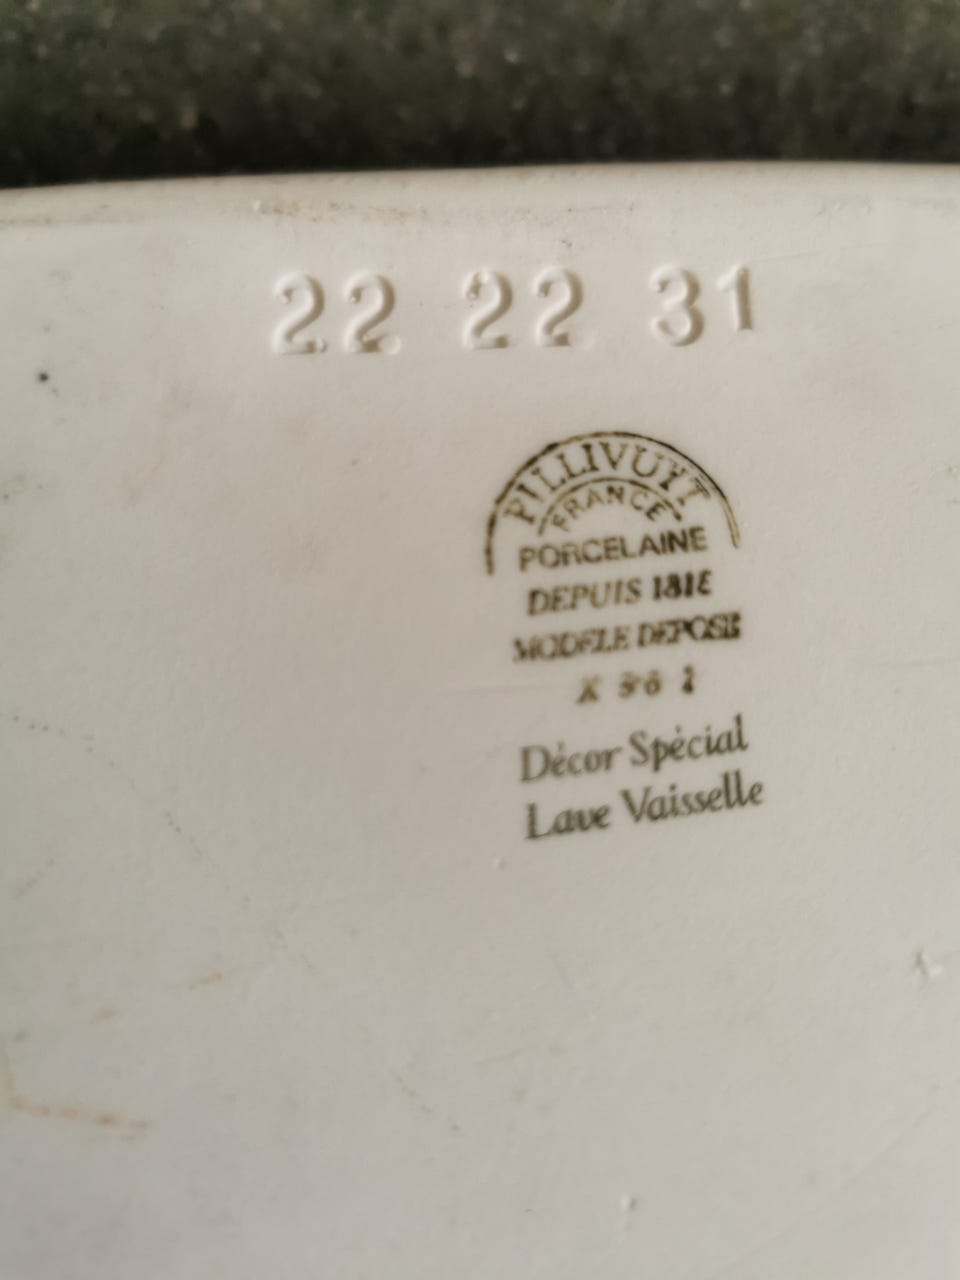 22 22 31
PILLIVUYT
FRANCE
PORCELAINE
DEPUIS 1818
MODELE DEPOSE
Décor Spécial
Lave Vaisselle